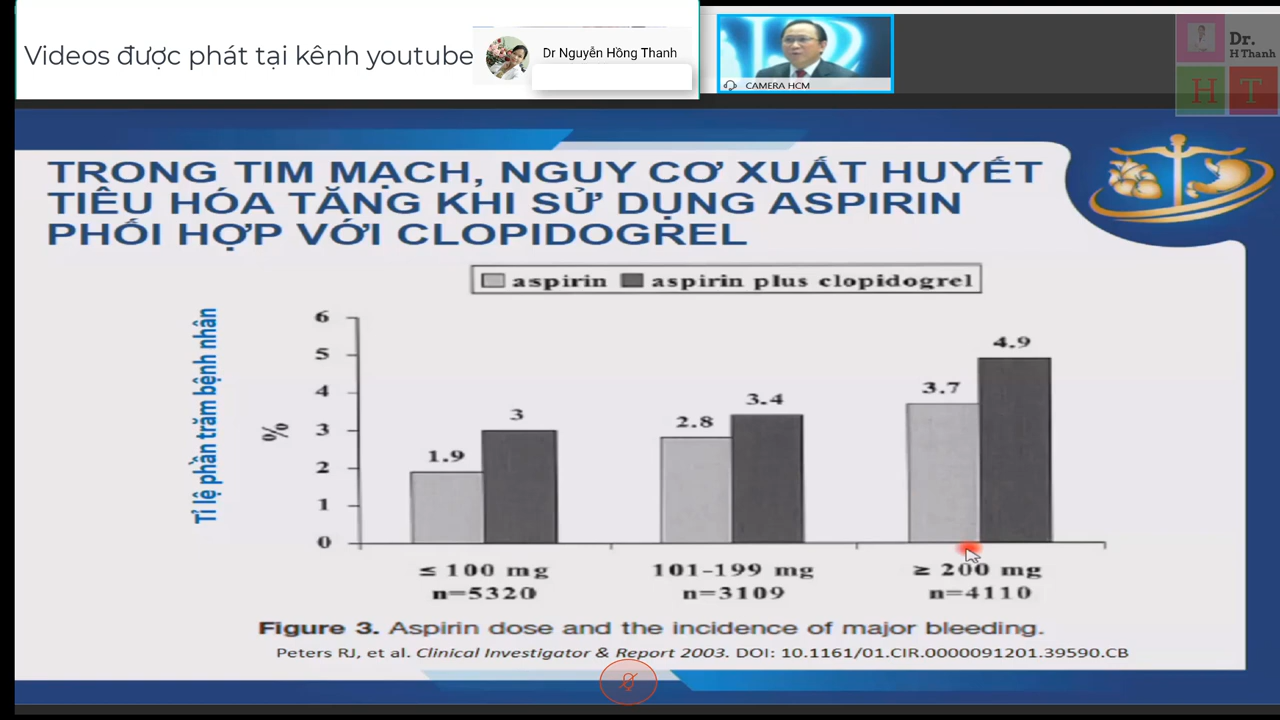 Videos được phát tại kênh youtube
Dr Nguyễn Hồng Thanh
CAMERA HCM
Dr.
H Thanh
H T
TRONG TIM MẠCH, NGUY CƠ XUẤT HUYẾT
TIÊU HÓA TĂNG KHI SỬ DỤNG ASPIRIN
PHỐI HỢP VỚI CLOPIDOGREL
aspirin aspirin plus clopidogrel
Tỉ lệ phần trăm bệnh nhân
%
6
5
4
3
2
1
0
1.9
3
2.8
3.4
3.7
4.9
≤ 100 mg 101-199 mg ≥ 200 mg
n=5320 n=3109 n=4110
Figure 3. Aspirin dose and the incidence of major bleeding.
Peters RJ, et al. Clinical Investigator & Report 2003. DOI: 10.1161/01.CIR.0000091201.39590.CB